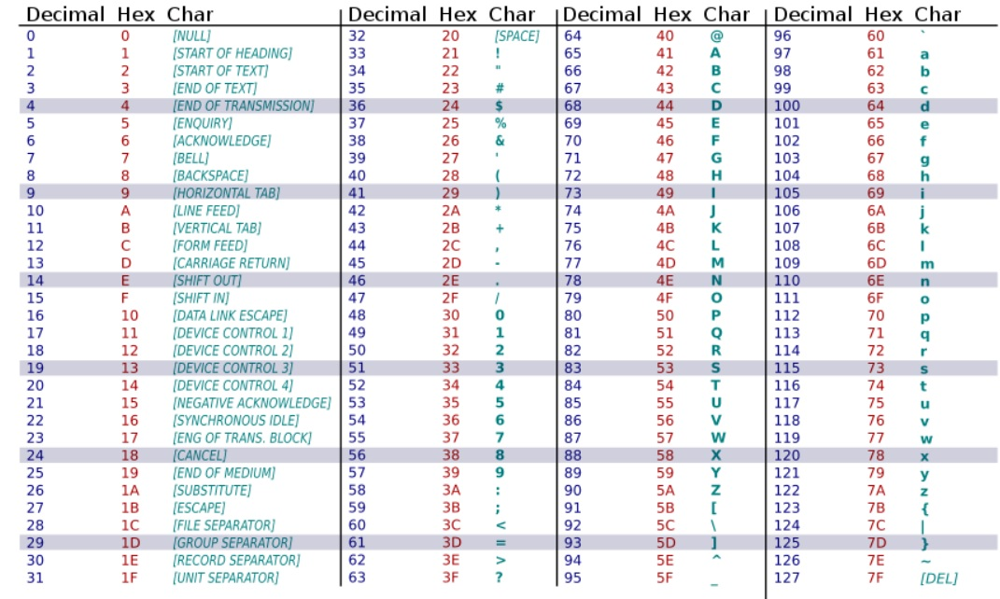 Decimal Hex Char Decimal Hex Char Decimal Hex Char Decimal Hex Char
0 0 [NULL] 32 20 [SPACE] 64 40 @ 96 60 `
1 1 [START OF HEADING] 33 21 ! 65 41 A 97 61 a
2 2 [START OF TEXT] 34 22 " 66 42 B 98 62 b
3 3 [END OF TEXT] 35 23 # 67 43 C 99 63 c
4 4 [END OF TRANSMISSION] 36 24 $ 68 44 D 100 64 d
5 5 [ENQUIRY] 37 25 % 69 45 E 101 65 e
6 6 [ACKNOWLEDGE] 38 26 & 70 46 F 102 66 f
7 7 [BELL] 39 27 ' 71 47 G 103 67 g
8 8 [BACKSPACE] 40 28 ( 72 48 H 104 68 h
9 9 [HORIZONTAL TAB] 41 29 ) 73 49 I 105 69 i
10 A [LINE FEED] 42 2A * 74 4A J 106 6A j
11 B [VERTICAL TAB] 43 2B + 75 4B K 107 6B k
12 C [FORM FEED] 44 2C , 76 4C L 108 6C l
13 D [CARRIAGE RETURN] 45 2D - 77 4D M 109 6D m
14 E [SHIFT OUT] 46 2E . 78 4E N 110 6E n
15 F [SHIFT IN] 47 2F / 79 4F O 111 6F o
16 10 [DATA LINK ESCAPE] 48 30 0 80 50 P 112 70 p
17 11 [DEVICE CONTROL 1] 49 31 1 81 51 Q 113 71 q
18 12 [DEVICE CONTROL 2] 50 32 2 82 52 R 114 72 r
19 13 [DEVICE CONTROL 3] 51 33 3 83 53 S 115 73 s
20 14 [DEVICE CONTROL 4] 52 34 4 84 54 T 116 74 t
21 15 [NEGATIVE ACKNOWLEDGE] 53 35 5 85 55 U 117 75 u
22 16 [SYNCHRONOUS IDLE] 54 36 6 86 56 V 118 76 v
23 17 [ENG OF TRANS. BLOCK] 55 37 7 87 57 W 119 77 w
24 18 [CANCEL] 56 38 8 88 58 X 120 78 x
25 19 [END OF MEDIUM] 57 39 9 89 59 Y 121 79 y
26 1A [SUBSTITUTE] 58 3A : 90 5A Z 122 7A z
27 1B [ESCAPE] 59 3B ; 91 5B [ 123 7B {
28 1C [FILE SEPARATOR] 60 3C < 92 5C \ 124 7C |
29 1D [GROUP SEPARATOR] 61 3D = 93 5D ] 125 7D }
30 1E [RECORD SEPARATOR] 62 3E > 94 5E ^ 126 7E ~
31 1F [UNIT SEPARATOR] 63 3F ? 95 5F _ 127 7F [DEL]